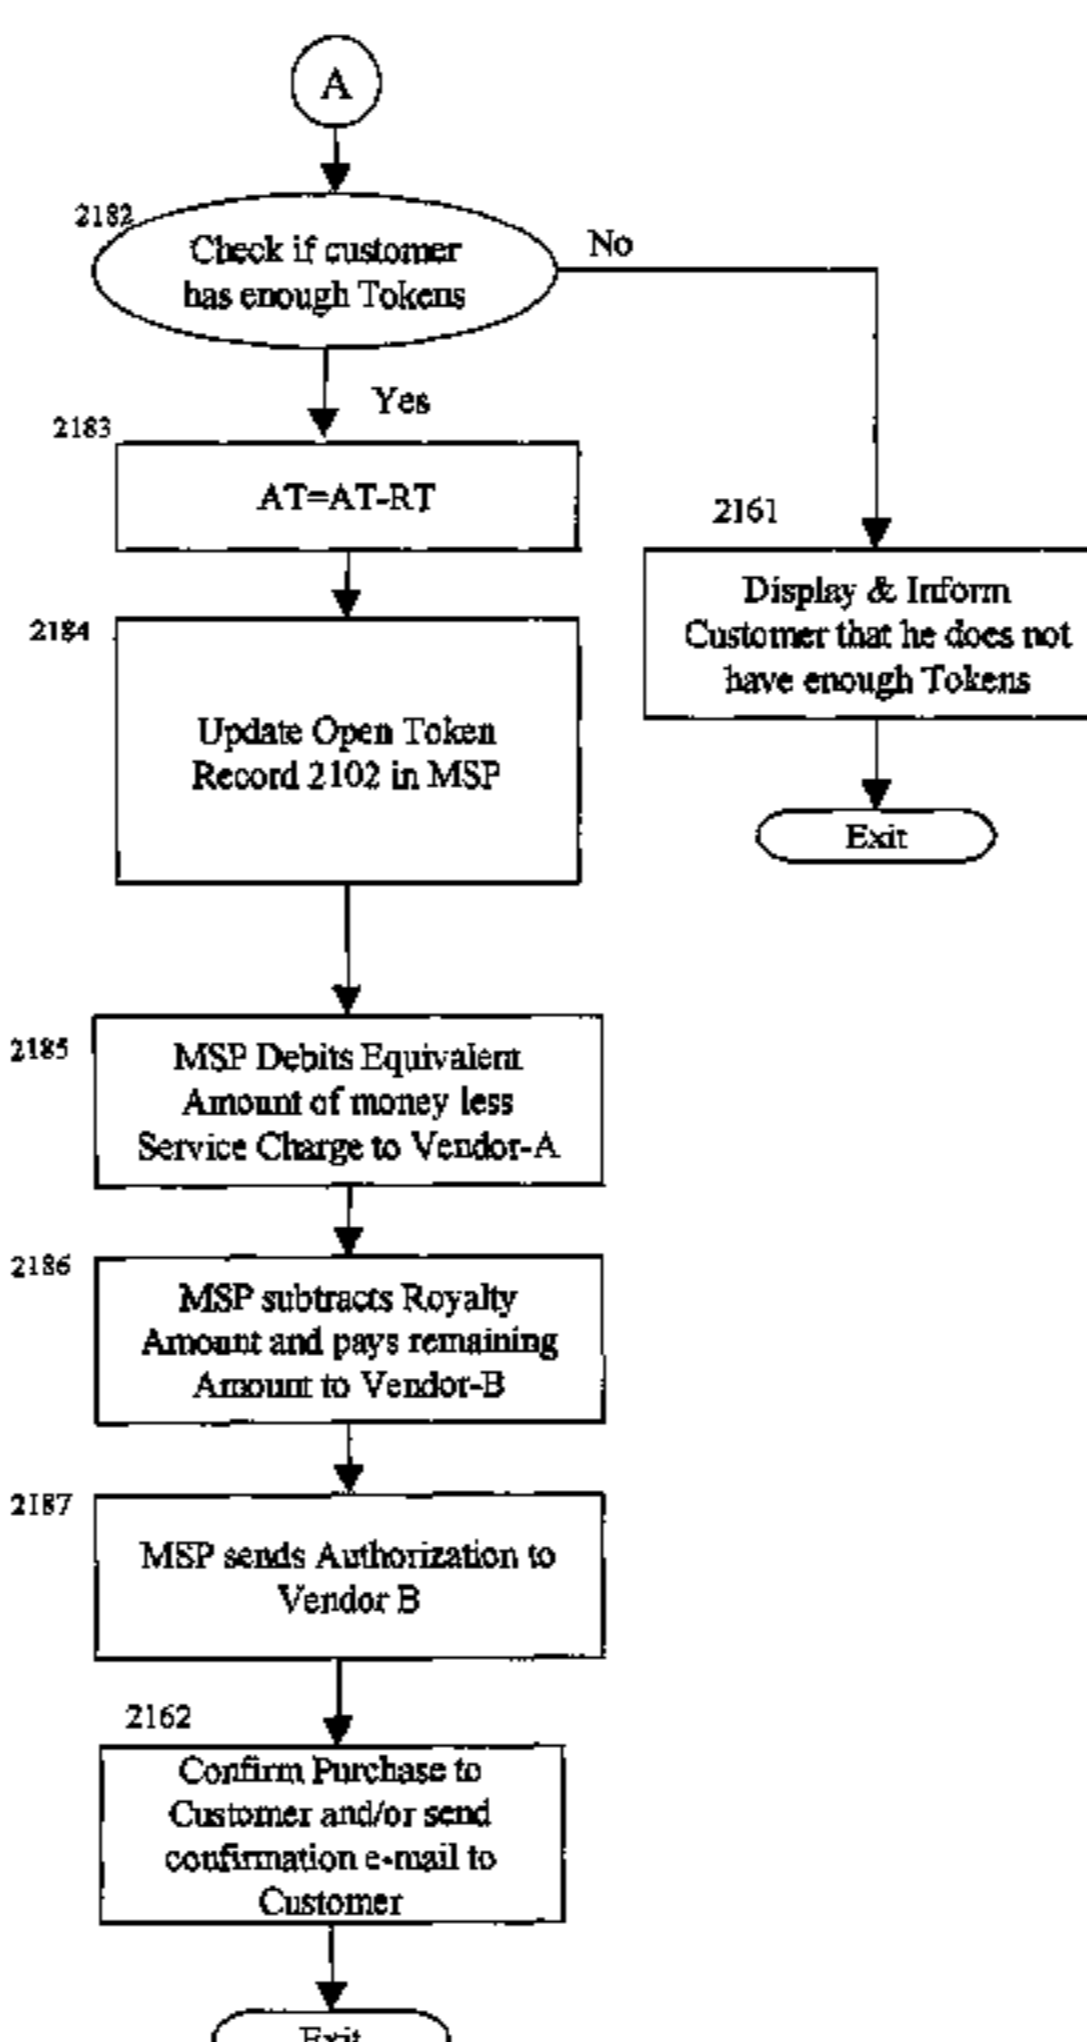 A
2182
Check if customer
has enough Tokens
No
Yes
2183
AT=AT-RT
2161
Display & Inform
Customer that he does not
have enough Tokens
Exit
2184
Update Open Token
Record 2102 in MSP
2185
MSP Debits Equivalent
Amount of money less
Service Charge to Vendor-A
2186
MSP subtracts Royalty
Amount and pays remaining
Amount to Vendor-B
2187
MSP sends Authorization to
Vendor B
2162
Confirm Purchase to
Customer and/or send
confirmation e-mail to
Customer
Exit